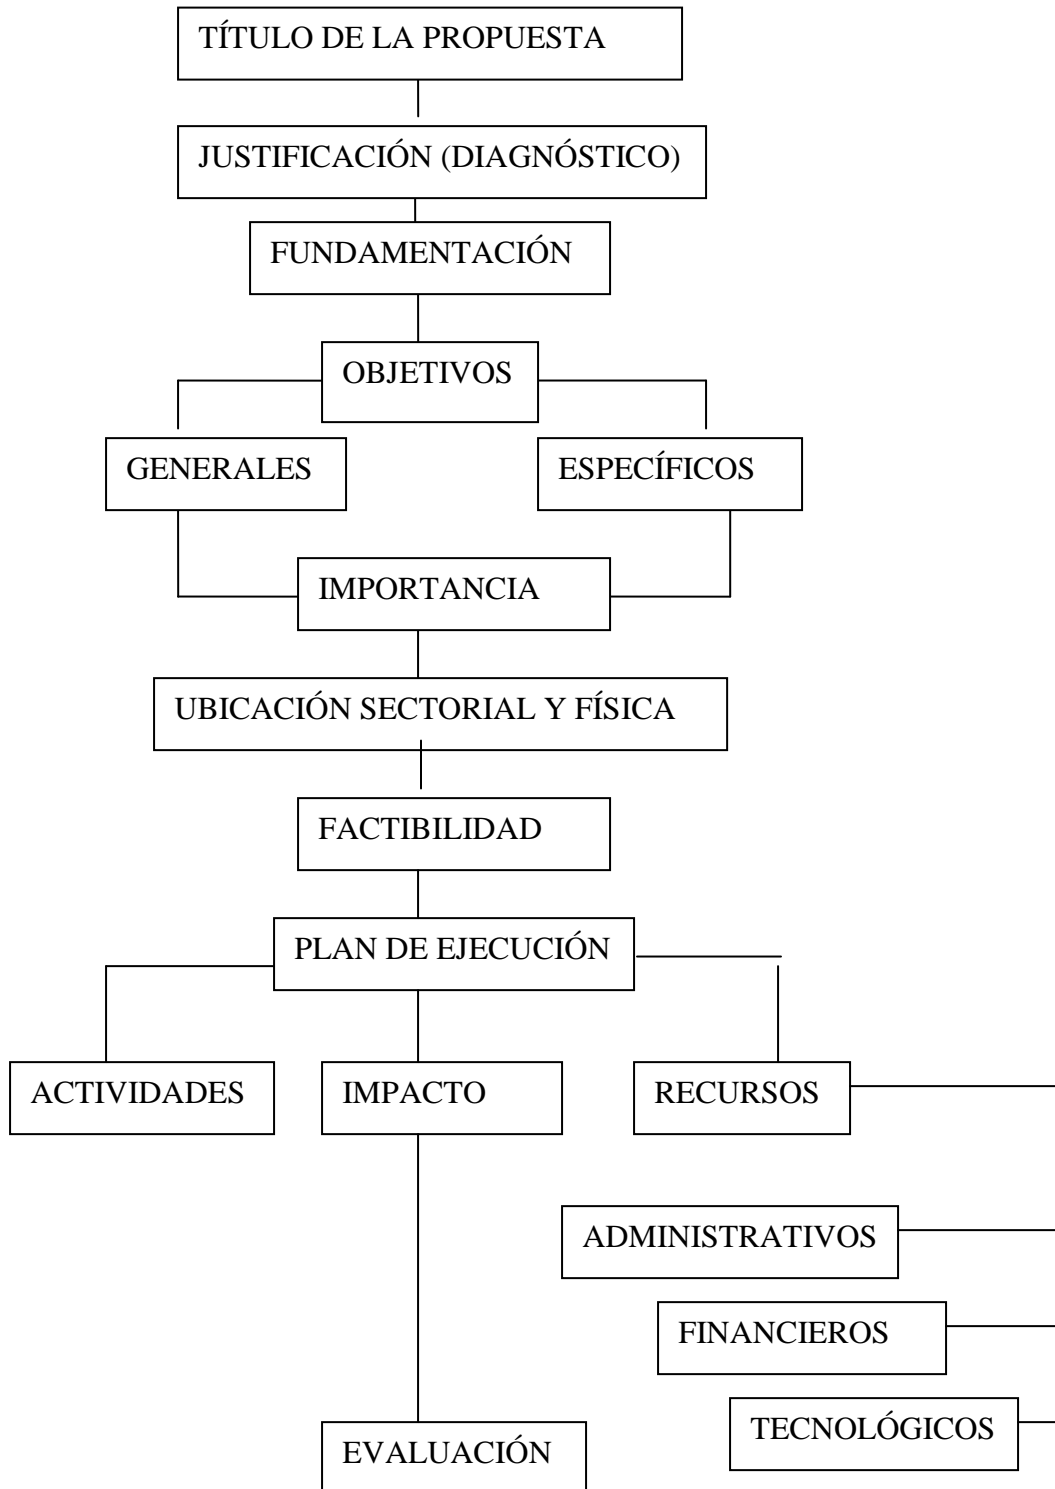 TÍTULO DE LA PROPUESTA
JUSTIFICACIÓN (DIAGNÓSTICO)
FUNDAMENTACIÓN
OBJETIVOS
GENERALES
ESPECÍFICOS
IMPORTANCIA
UBICACIÓN SECTORIAL Y FÍSICA
FACTIBILIDAD
PLAN DE EJECUCIÓN
ACTIVIDADES
IMPACTO
RECURSOS
ADMINISTRATIVOS
FINANCIEROS
TECNOLÓGICOS
EVALUACIÓN